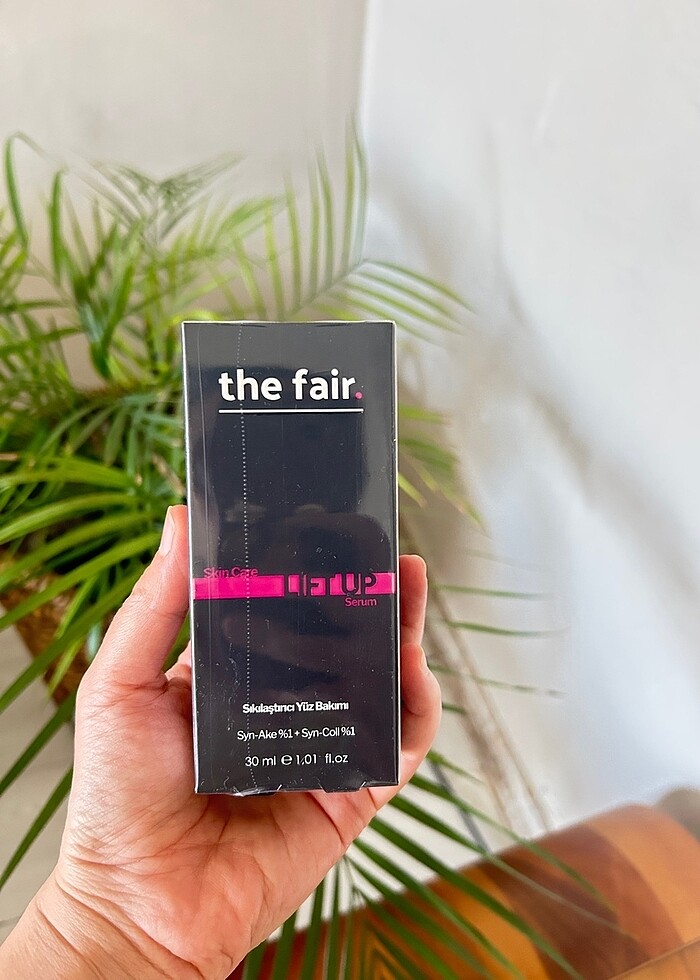 the fair.
Skin Care
LIFT UP
Serum
Sıkılaştırıcı Yüz Bakımı
Syn-Ake %1 + Syn-Coll %1
30 ml ℮ 1,01 fl.oz